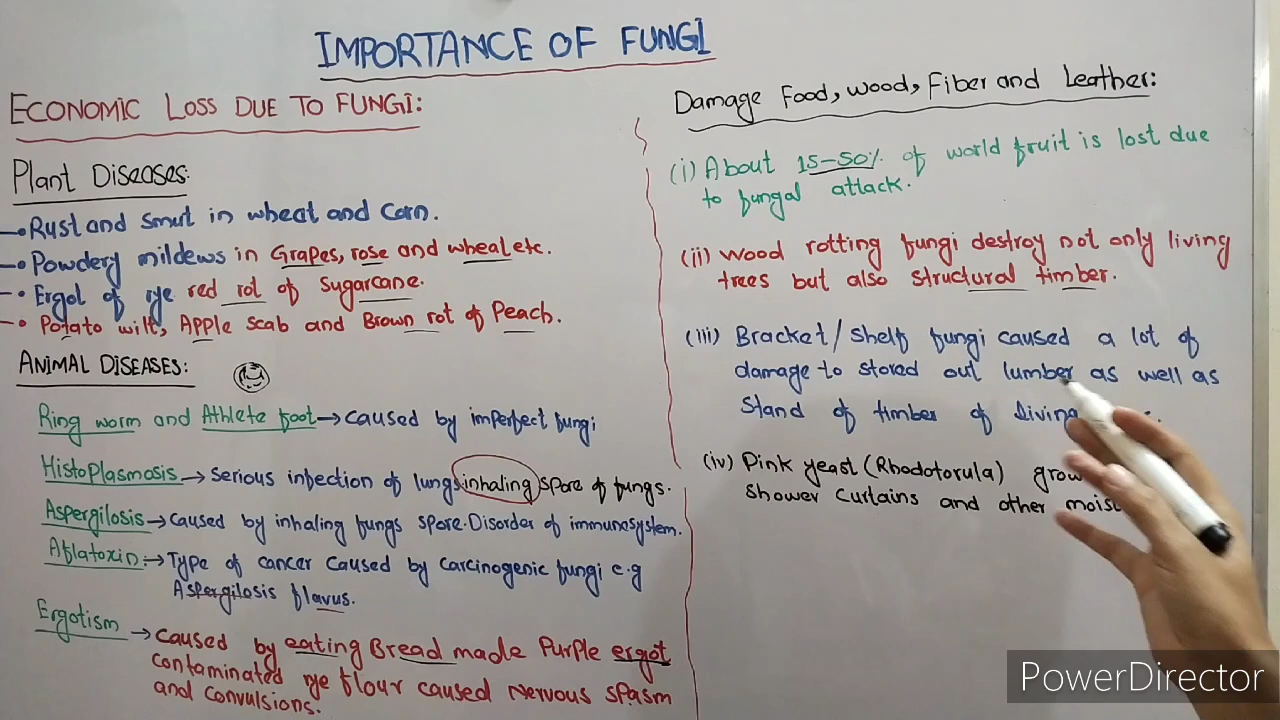 IMPORTANCE OF FUNGI
ECONOMIC LOSS DUE TO FUNGI:
Plant Diseases:
Rust and smut in wheat and Corn.
Powdery mildews in Grapes, rose and wheat etc.
Ergot of rye red rot of Sugarcane.
Potato wilt, Apple scab and Brown rot of Peach.
ANIMAL DISEASES:
Ring worm and Athlete foot → caused by imperfect fungi
Histoplasmosis → Serious infection of lungs inhaling spore of fungs.
Aspergilosis → Caused by inhaling fungs spore. Disorder of immunesystem.
Aflatoxin: → Type of cancer caused by carcinogenic fungi e.g
Aspergilosis flavus.
Ergotism → Caused by eating Bread made Purple ergot
contaminated rye flour caused Nervous spasm
and convulsions.
Damage Food, wood, Fiber and Leather:
(i) About 15-50% of world fruit is lost due
to fungal attack.
(ii) Wood rotting fungi destroy not only living
trees but also structural timber.
(iii) Bracket/Shelf fungi caused a lot of
damage to stored out lumber as well as
Stand of timber of living
(iv) Pink yeast (Rhodotorula) grow
shower curtains and other moist
PowerDirector